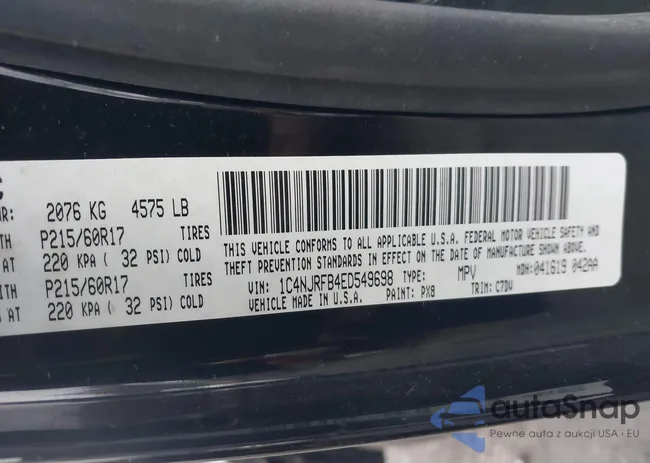 2076 KG 4575 LB
P215/60R17 TIRES
220 KPA ( 32 PSI) COLD
P215/60R17 TIRES
220 KPA ( 32 PSI) COLD
THIS VEHICLE CONFORMS TO ALL APPLICABLE U.S.A. FEDERAL MOTOR VEHICLE SAFETY AND
THEFT PREVENTION STANDARDS IN EFFECT ON THE DATE OF MANUFACTURE SHOWN ABOVE.
VIN: 1C4NJRFB4ED549698 TYPE: MPV MDH: 041619 042AA
VEHICLE MADE IN U.S.A. PAINT: PX8 TRIM: C7DV
autoSnap
Pewne auta z aukcji USA i EU